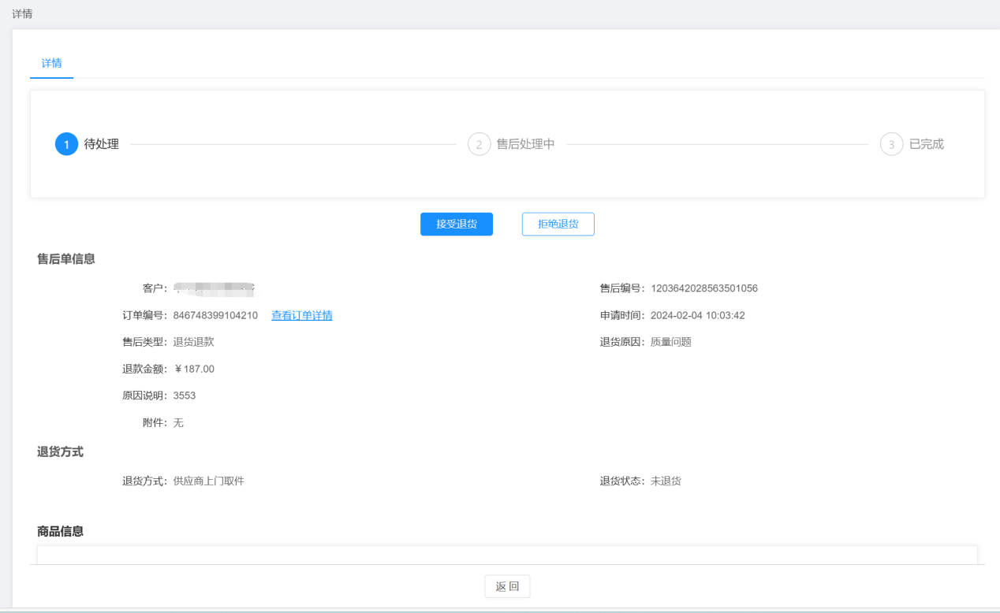 详情
详情
1 待处理 2 售后处理中 3 已完成
接受退货 拒绝退货
售后单信息
客户： 售后编号：1203642028563501056
订单编号：846748399104210 查看订单详情 申请时间：2024-02-04 10:03:42
售后类型：退货退款 退货原因：质量问题
退款金额：￥187.00
原因说明：3553
附件：无
退货方式
退货方式：供应商上门取件 退货状态：未退货
商品信息
返 回